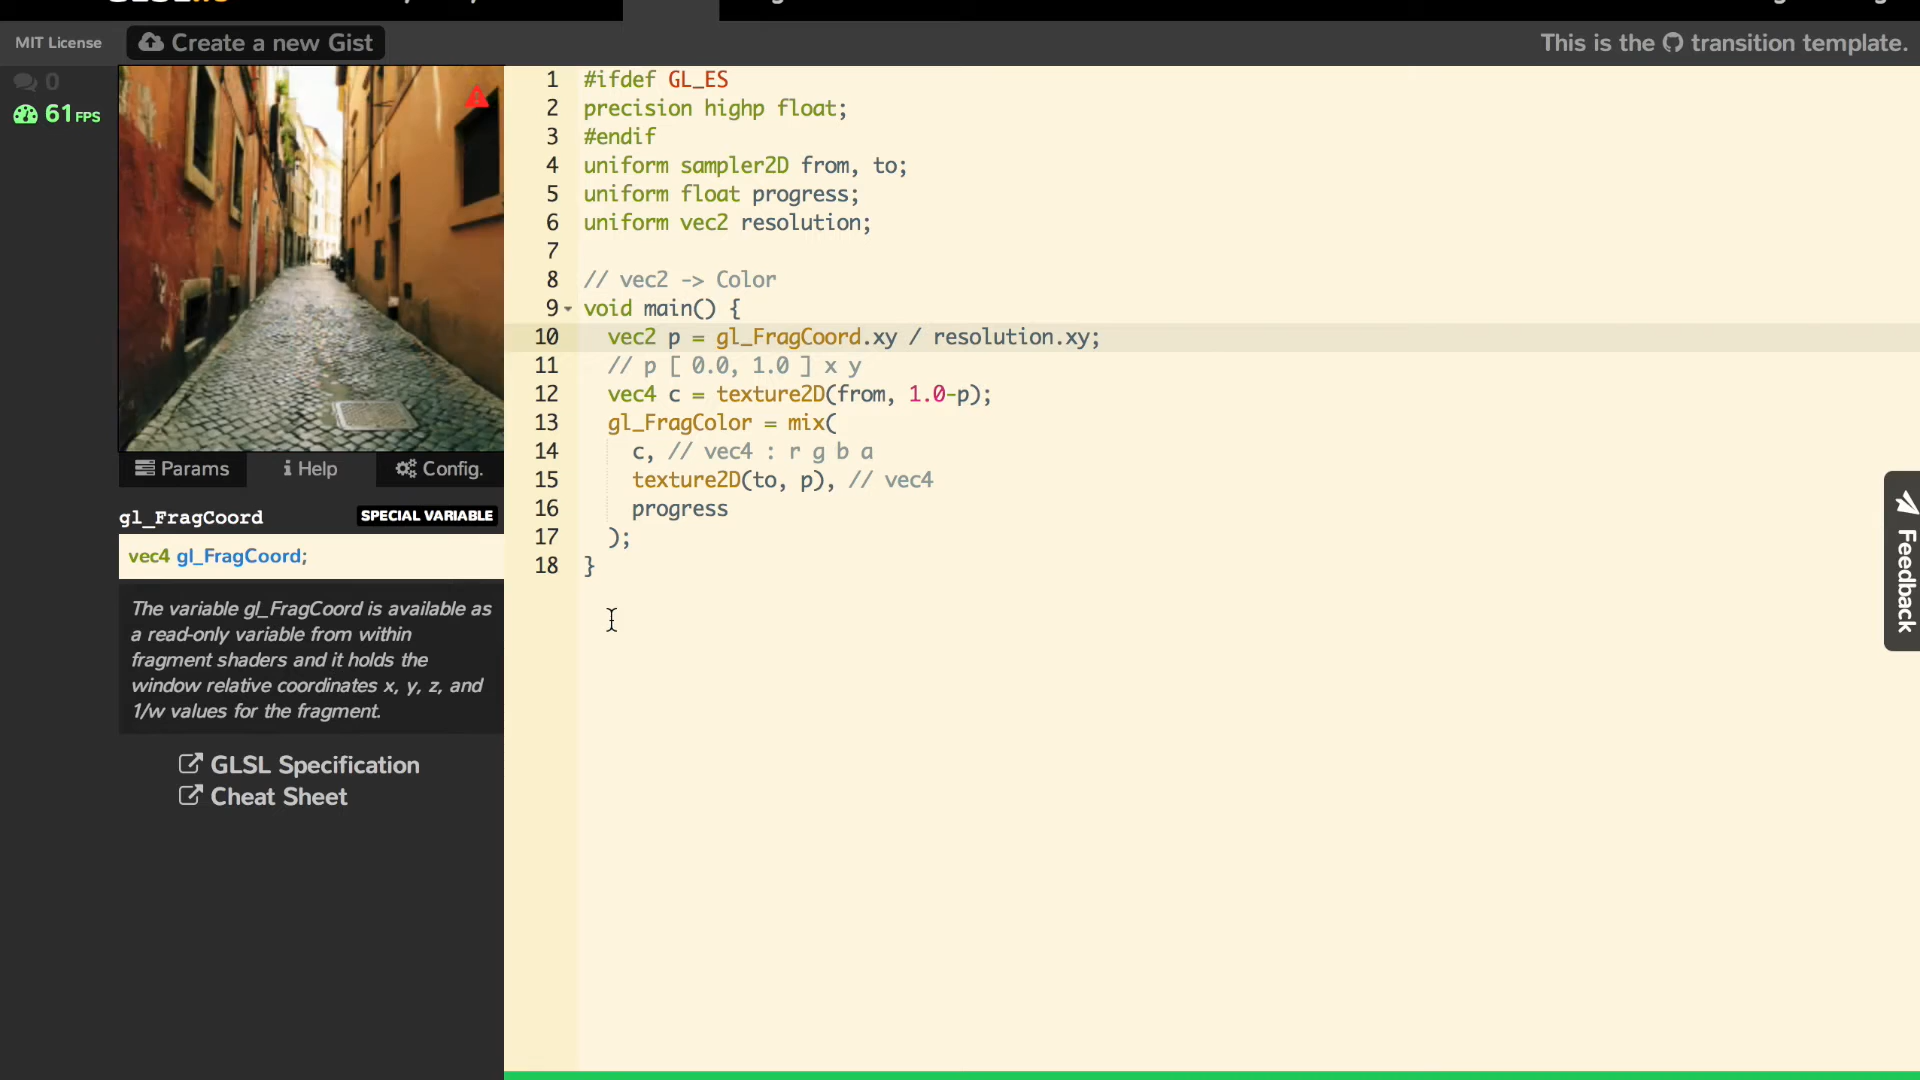 MIT License
Create a new Gist
This is the transition template.
0
61 FPS
1 #ifdef GL_ES
2 precision highp float;
3 #endif
4 uniform sampler2D from, to;
5 uniform float progress;
6 uniform vec2 resolution;
7
8 // vec2 -> Color
9 void main() {
10 vec2 p = gl_FragCoord.xy / resolution.xy;
11 // p [ 0.0, 1.0 ] x y
12 vec4 c = texture2D(from, 1.0-p);
13 gl_FragColor = mix(
14 c, // vec4 : r g b a
15 texture2D(to, p), // vec4
16 progress
17 );
18 }
Params
Help
Config.
gl_FragCoord
SPECIAL VARIABLE
vec4 gl_FragCoord;
The variable gl_FragCoord is available as
a read-only variable from within
fragment shaders and it holds the
window relative coordinates x, y, z, and
1/w values for the fragment.
GLSL Specification
Cheat Sheet
Feedback